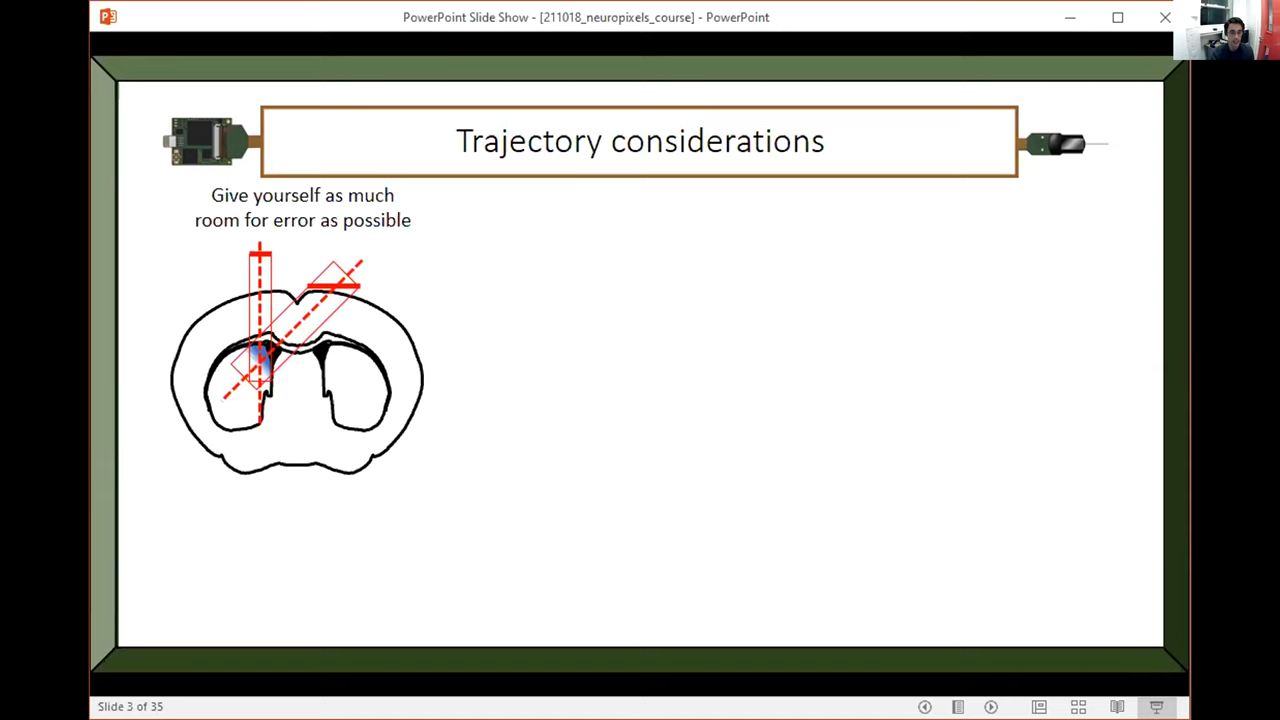 PowerPoint Slide Show - [211018_neuropixels_course] - PowerPoint
Trajectory considerations
Give yourself as much
room for error as possible
Slide 3 of 35